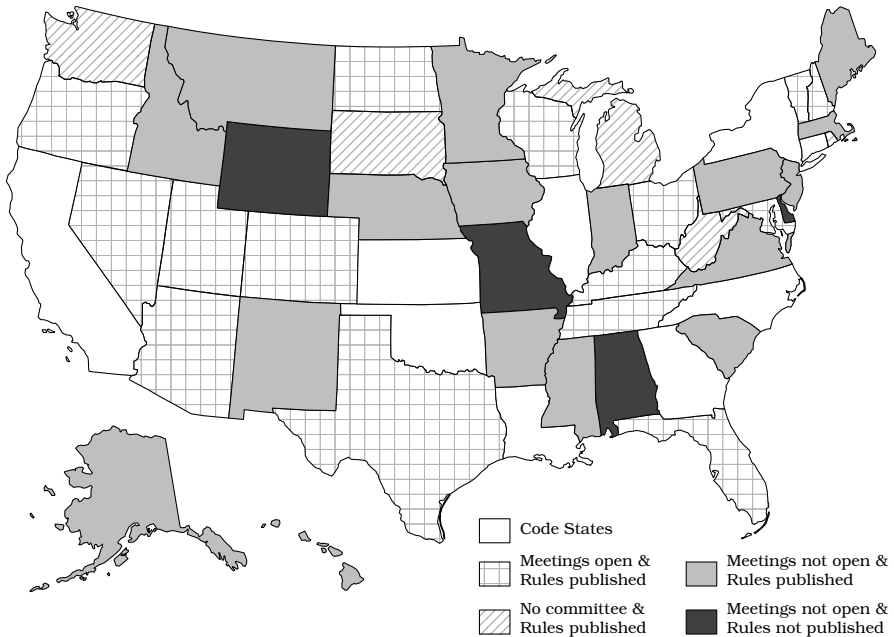 Code States
Meetings open &
Rules published
Meetings not open &
Rules published
No committee &
Rules published
Meetings not open &
Rules not published